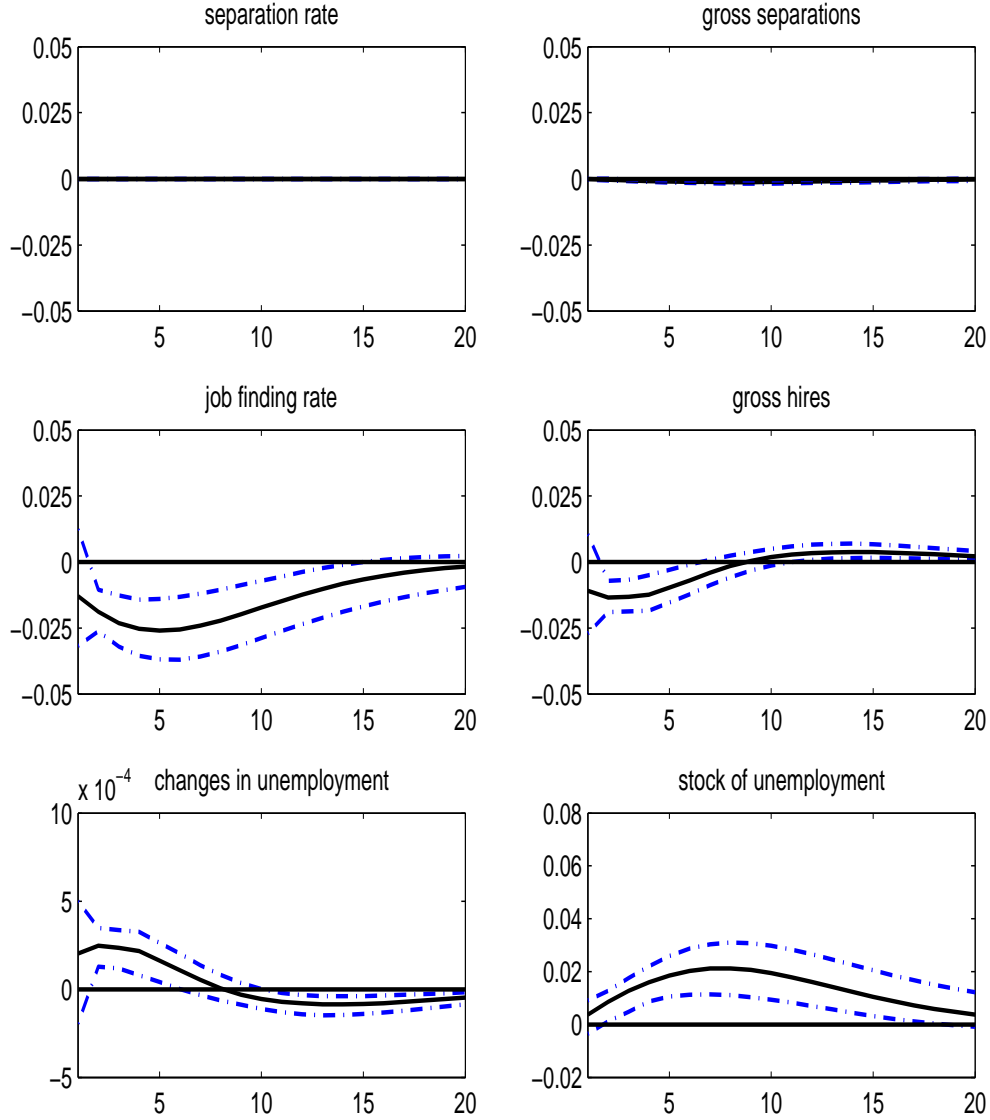 separation rate
0.05
0.025
0
−0.025
−0.05
5 10 15 20
gross separations
0.05
0.025
0
−0.025
−0.05
5 10 15 20
job finding rate
0.05
0.025
0
−0.025
−0.05
5 10 15 20
gross hires
0.05
0.025
0
−0.025
−0.05
5 10 15 20
x 10⁻⁴ changes in unemployment
10
5
0
−5
5 10 15 20
stock of unemployment
0.08
0.06
0.04
0.02
0
−0.02
5 10 15 20